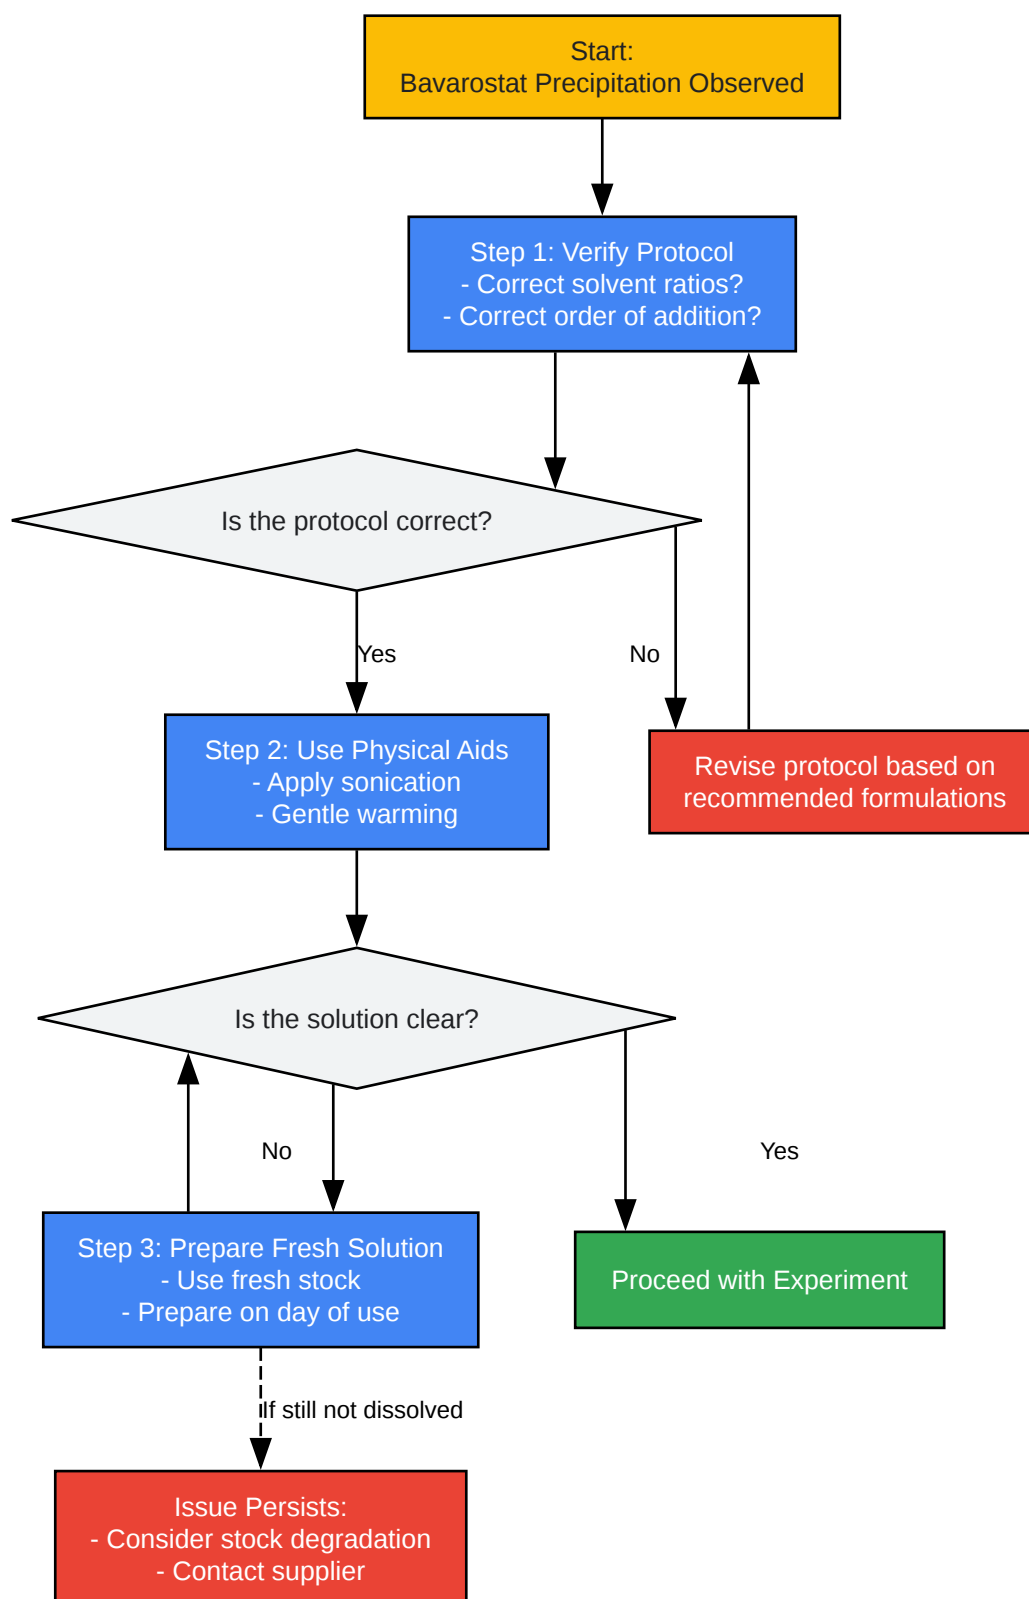 Start:
Bavarostat Precipitation Observed
Step 1: Verify Protocol
- Correct solvent ratios?
- Correct order of addition?
Is the protocol correct?
Yes
No
Step 2: Use Physical Aids
- Apply sonication
- Gentle warming
Revise protocol based on
recommended formulations
Is the solution clear?
No
Yes
Step 3: Prepare Fresh Solution
- Use fresh stock
- Prepare on day of use
Proceed with Experiment
If still not dissolved
Issue Persists:
- Consider stock degradation
- Contact supplier